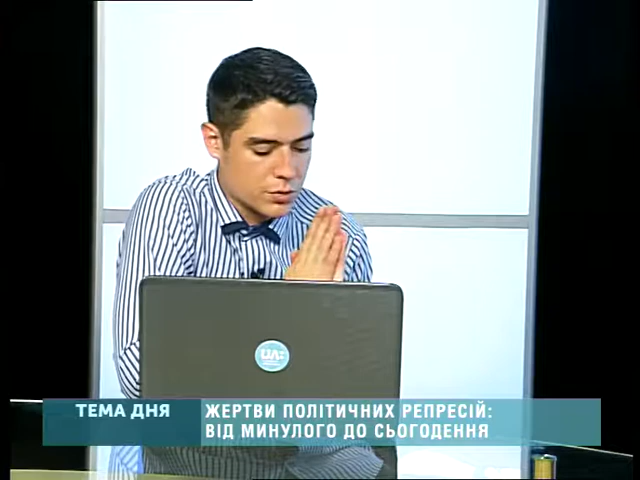 UA:
ТЕМА ДНЯ
ЖЕРТВИ ПОЛІТИЧНИХ РЕПРЕСІЙ:
ВІД МИНУЛОГО ДО СЬОГОДЕННЯ